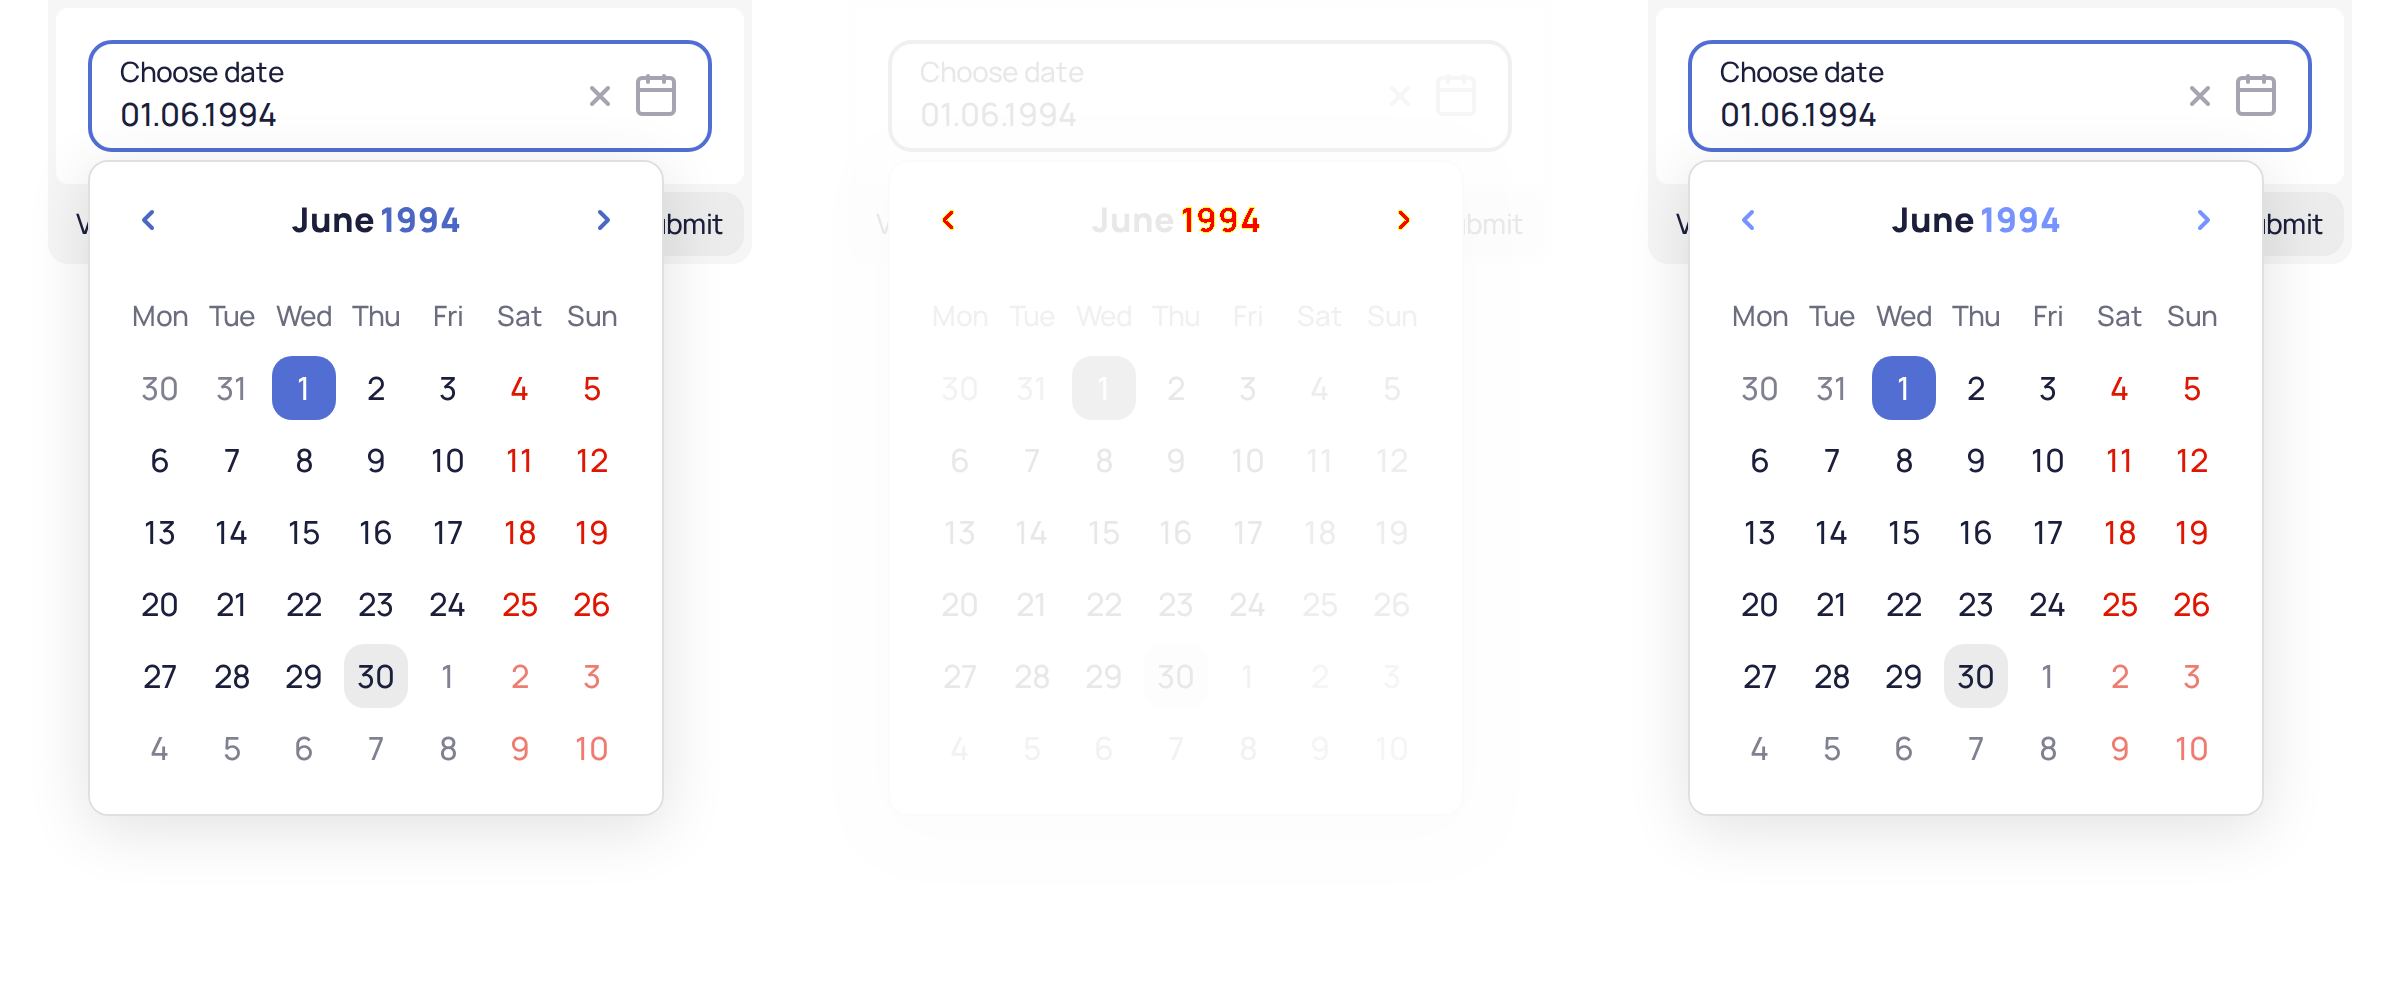 Choose date
01.06.1994
June 1994
V
ubmit
Mon Tue Wed Thu Fri Sat Sun
30 31 1 2 3 4 5
6 7 8 9 10 11 12
13 14 15 16 17 18 19
20 21 22 23 24 25 26
27 28 29 30 1 2 3
4 5 6 7 8 9 10
Choose date
01.06.1994
June 1994
V
bmit
Mon Tue Wed Thu Fri Sat Sun
30 31 1 2 3 4 5
6 7 8 9 10 11 12
13 14 15 16 17 18 19
20 21 22 23 24 25 26
27 28 29 30 1 2 3
4 5 6 7 8 9 10
Choose date
01.06.1994
June 1994
V
ubmit
Mon Tue Wed Thu Fri Sat Sun
30 31 1 2 3 4 5
6 7 8 9 10 11 12
13 14 15 16 17 18 19
20 21 22 23 24 25 26
27 28 29 30 1 2 3
4 5 6 7 8 9 10